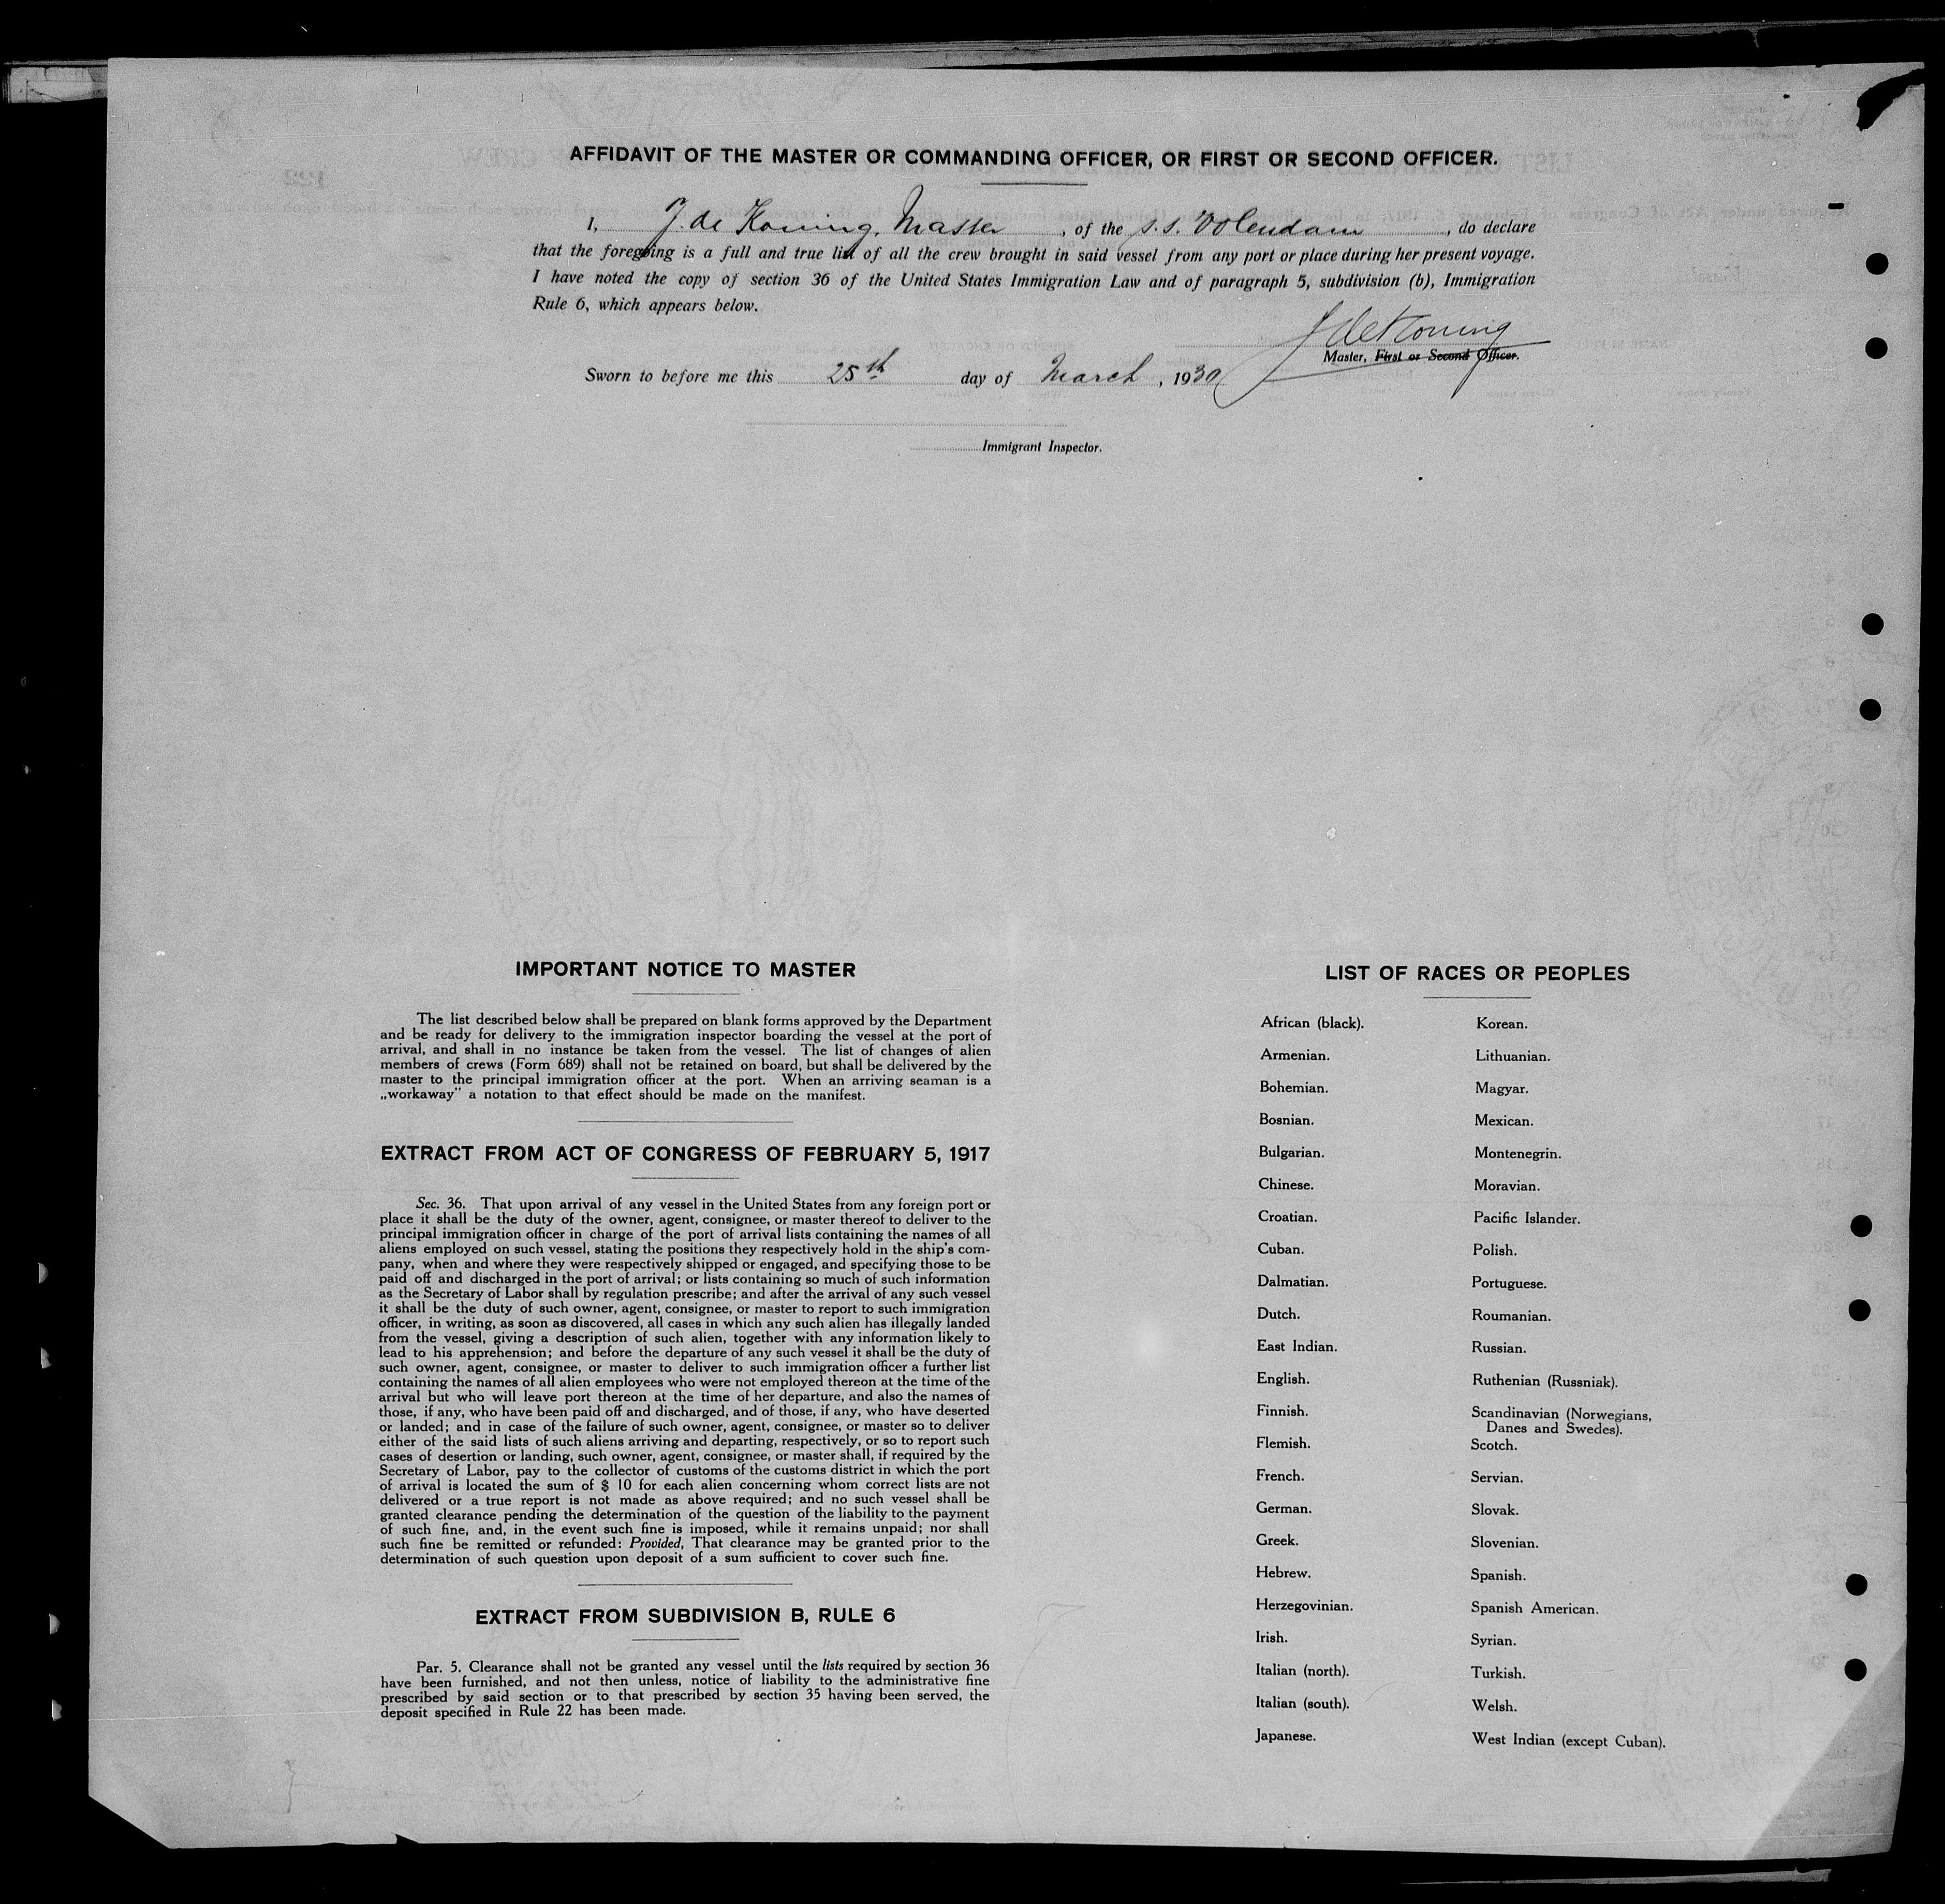 AFFIDAVIT OF THE MASTER OR COMMANDING OFFICER, OR FIRST OR SECOND OFFICER.
I, J. de Koning, Master, of the s.s. Volendam, do declare
that the foregoing is a full and true list of all the crew brought in said vessel from any port or place during her present voyage.
I have noted the copy of section 36 of the United States Immigration Law and of paragraph 5, subdivision (b), Immigration
Rule 6, which appears below.
J de Koning
Master, First or Second Officer.
Sworn to before me this 25th day of March, 1930
Immigrant Inspector.
IMPORTANT NOTICE TO MASTER
The list described below shall be prepared on blank forms approved by the Department
and be ready for delivery to the immigration inspector boarding the vessel at the port of
arrival, and shall in no instance be taken from the vessel. The list of changes of alien
members of crews (Form 689) shall not be retained on board, but shall be delivered by the
master to the principal immigration officer at the port. When an arriving seaman is a
„workaway" a notation to that effect should be made on the manifest.
EXTRACT FROM ACT OF CONGRESS OF FEBRUARY 5, 1917
Sec. 36. That upon arrival of any vessel in the United States from any foreign port or
place it shall be the duty of the owner, agent, consignee, or master thereof to deliver to the
principal immigration officer in charge of the port of arrival lists containing the names of all
aliens employed on such vessel, stating the positions they respectively hold in the ship's com-
pany, when and where they were respectively shipped or engaged, and specifying those to be
paid off and discharged in the port of arrival; or lists containing so much of such information
as the Secretary of Labor shall by regulation prescribe; and after the arrival of any such vessel
it shall be the duty of such owner, agent, consignee, or master to report to such immigration
officer, in writing, as soon as discovered, all cases in which any such alien has illegally landed
from the vessel, giving a description of such alien, together with any information likely to
lead to his apprehension; and before the departure of any such vessel it shall be the duty of
such owner, agent, consignee, or master to deliver to such immigration officer a further list
containing the names of all alien employees who were not employed thereon at the time of the
arrival but who will leave port thereon at the time of her departure, and also the names of
those, if any, who have been paid off and discharged, and of those, if any, who have deserted
or landed; and in case of the failure of such owner, agent, consignee, or master so to deliver
either of the said lists of such aliens arriving and departing, respectively, or so to report such
cases of desertion or landing, such owner, agent, consignee, or master shall, if required by the
Secretary of Labor, pay to the collector of customs of the customs district in which the port
of arrival is located the sum of $ 10 for each alien concerning whom correct lists are not
delivered or a true report is not made as above required; and no such vessel shall be
granted clearance pending the determination of the question of the liability to the payment
of such fine, and, in the event such fine is imposed, while it remains unpaid; nor shall
such fine be remitted or refunded: Provided, That clearance may be granted prior to the
determination of such question upon deposit of a sum sufficient to cover such fine.
EXTRACT FROM SUBDIVISION B, RULE 6
Par. 5. Clearance shall not be granted any vessel until the lists required by section 36
have been furnished, and not then unless, notice of liability to the administrative fine
prescribed by said section or to that prescribed by section 35 having been served, the
deposit specified in Rule 22 has been made.
LIST OF RACES OR PEOPLES
African (black).
Armenian.
Bohemian.
Bosnian.
Bulgarian.
Chinese.
Croatian.
Cuban.
Dalmatian.
Dutch.
East Indian.
English.
Finnish.
Flemish.
French.
German.
Greek.
Hebrew.
Herzegovinian.
Irish.
Italian (north).
Italian (south).
Japanese.
Korean.
Lithuanian.
Magyar.
Mexican.
Montenegrin.
Moravian.
Pacific Islander.
Polish.
Portuguese.
Roumanian.
Russian.
Ruthenian (Russniak).
Scandinavian (Norwegians,
Danes and Swedes).
Scotch.
Servian.
Slovak.
Slovenian.
Spanish.
Spanish American.
Syrian.
Turkish.
Welsh.
West Indian (except Cuban).